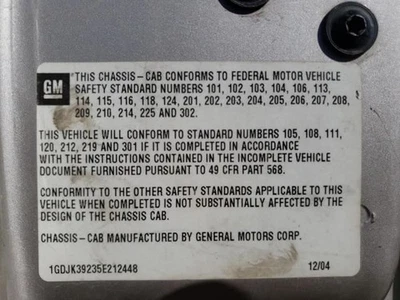 GM
THIS CHASSIS-CAB CONFORMS TO FEDERAL MOTOR VEHICLE
SAFETY STANDARD NUMBERS 101, 102, 103, 104, 106, 113,
114, 115, 116, 118, 124, 201, 202, 203, 204, 205, 206, 207, 208,
209, 210, 214, 225 AND 302.
THIS VEHICLE WILL CONFORM TO STANDARD NUMBERS 105, 108, 111,
120, 212, 219 AND 301 IF IT IS COMPLETED IN ACCORDANCE
WITH THE INSTRUCTIONS CONTAINED IN THE INCOMPLETE VEHICLE
DOCUMENT FURNISHED PURSUANT TO 49 CFR PART 568.
CONFORMITY TO THE OTHER SAFETY STANDARDS APPLICABLE TO THIS
VEHICLE WHEN COMPLETED IS NOT SUBSTANTIALLY AFFECTED BY THE
DESIGN OF THE CHASSIS CAB.
CHASSIS-CAB MANUFACTURED BY GENERAL MOTORS CORP.
1GDJK39235E212448 12/04